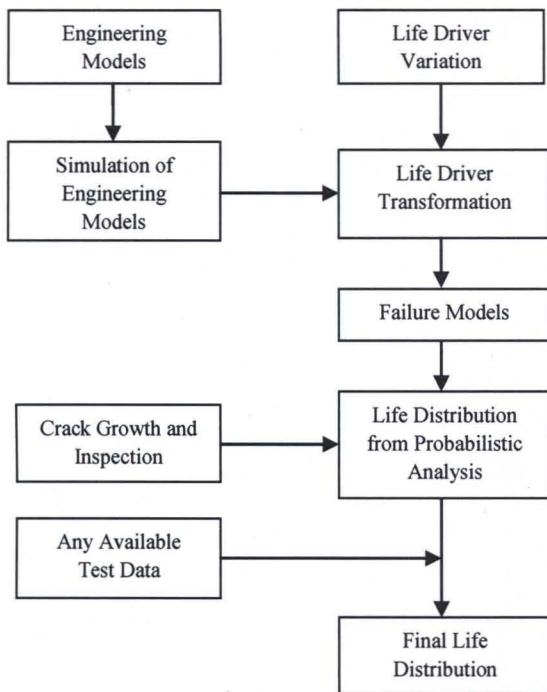 Engineering
Models
Life Driver
Variation
Simulation of
Engineering
Models
Life Driver
Transformation
Failure Models
Crack Growth and
Inspection
Life Distribution
from Probabilistic
Analysis
Any Available
Test Data
Final Life
Distribution